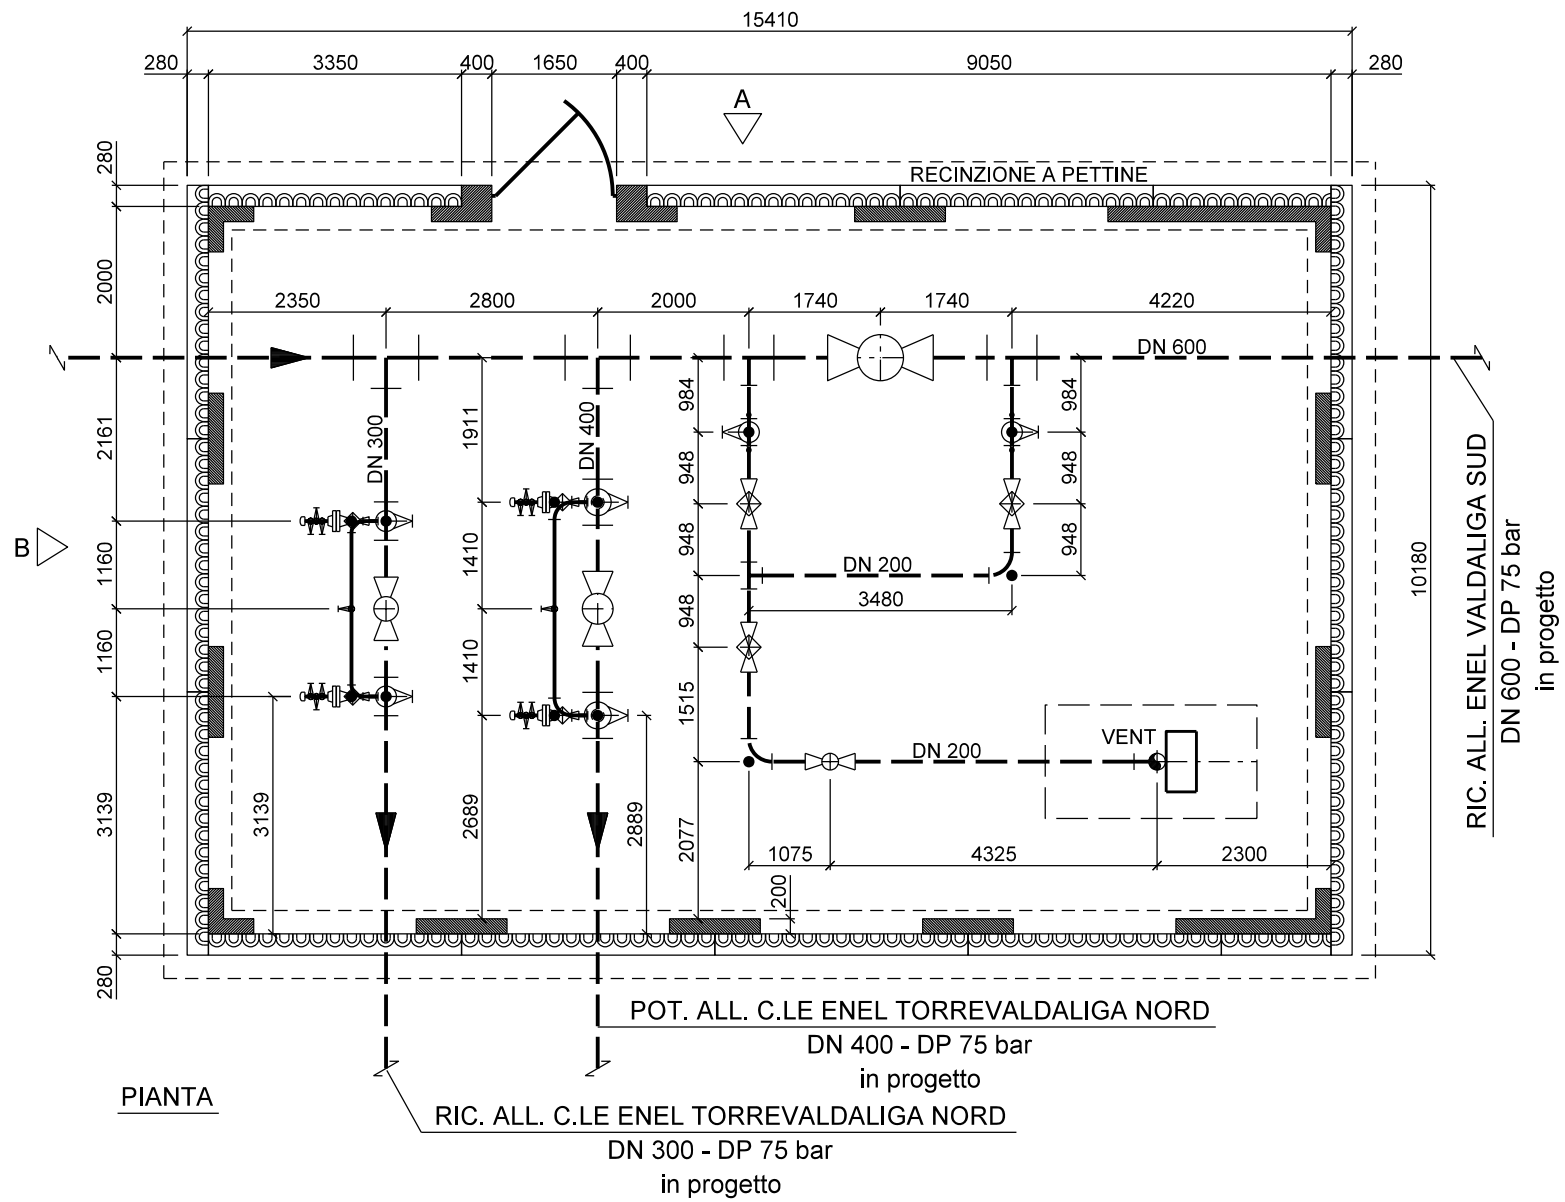 15410
280
3350
400
1650
400
9050
280
A
280
RECINZIONE A PETTINE
2000
2350
2800
2000
1740
1740
4220
DN 600
984
984
2161
DN 300
1911
DN 400
948
948
B
1160
1410
948
DN 200
948
3480
10180
948
1160
1410
1515
VENT
DN 200
3139
3139
2689
2889
2077
1075
4325
2300
200
280
RIC. ALL. ENEL VALDALIGA SUD
DN 600 - DP 75 bar
in progetto
POT. ALL. C.LE ENEL TORREVALDALIGA NORD
DN 400 - DP 75 bar
in progetto
PIANTA
RIC. ALL. C.LE ENEL TORREVALDALIGA NORD
DN 300 - DP 75 bar
in progetto